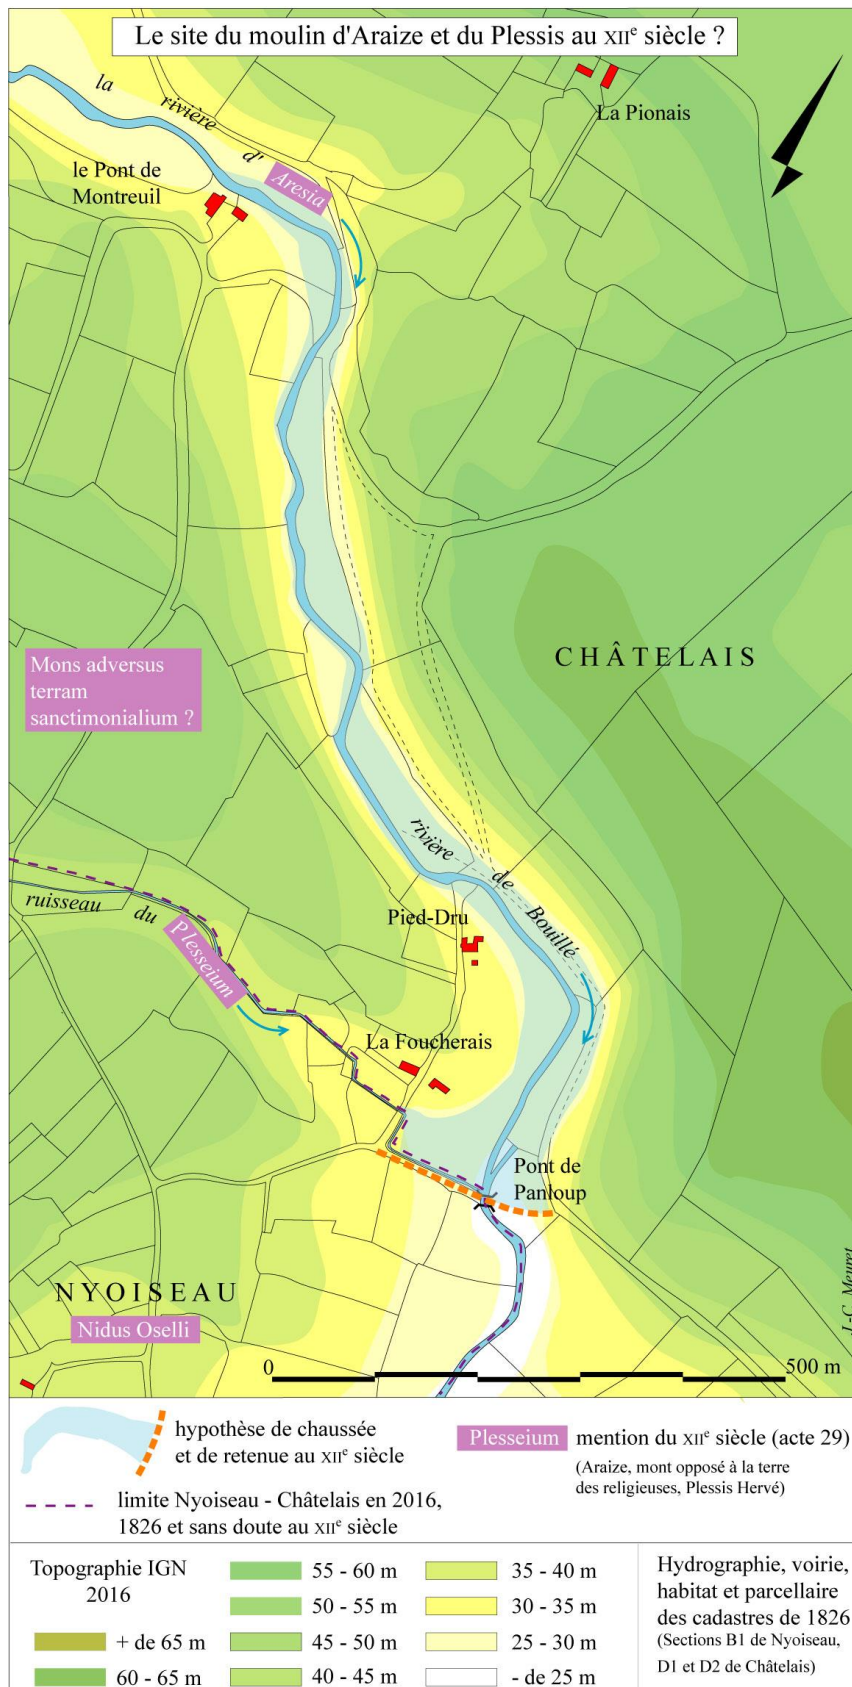 Le site du moulin d'Araize et du Plessis au XIIe siècle ?
la rivière d' Aresia
La Pionais
le Pont de
Montreuil
CHÂTELAIS
Mons adversus
terram
sanctimonialium ?
rivière de Bouillé
ruisseau du Plesseium
Pied-Dru
La Foucherais
Pont de
Panloup
NYOISEAU
Nidus Oselli
J.-C. Meuret
0 500 m
hypothèse de chaussée
et de retenue au XIIe siècle
limite Nyoiseau - Châtelais en 2016,
1826 et sans doute au XIIe siècle
Plesseium mention du XIIe siècle (acte 29)
(Araize, mont opposé à la terre
des religieuses, Plessis Hervé)
Topographie IGN
2016
+ de 65 m
60 - 65 m
55 - 60 m
50 - 55 m
45 - 50 m
40 - 45 m
35 - 40 m
30 - 35 m
25 - 30 m
- de 25 m
Hydrographie, voirie,
habitat et parcellaire
des cadastres de 1826
(Sections B1 de Nyoiseau,
D1 et D2 de Châtelais)